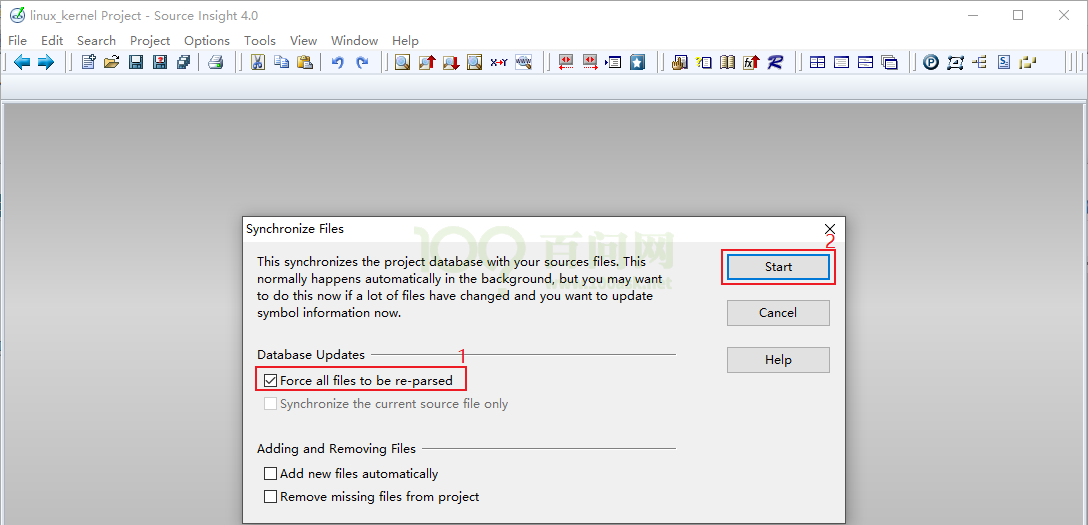 linux_kernel Project - Source Insight 4.0
File Edit Search Project Options Tools View Window Help
Synchronize Files
100 百问网
2
This synchronizes the project database with your sources files. This
normally happens automatically in the background, but you may want
to do this now if a lot of files have changed and you want to update
symbol information now.
Start
Cancel
Help
Database Updates
1
Force all files to be re-parsed
Synchronize the current source file only
Adding and Removing Files
Add new files automatically
Remove missing files from project